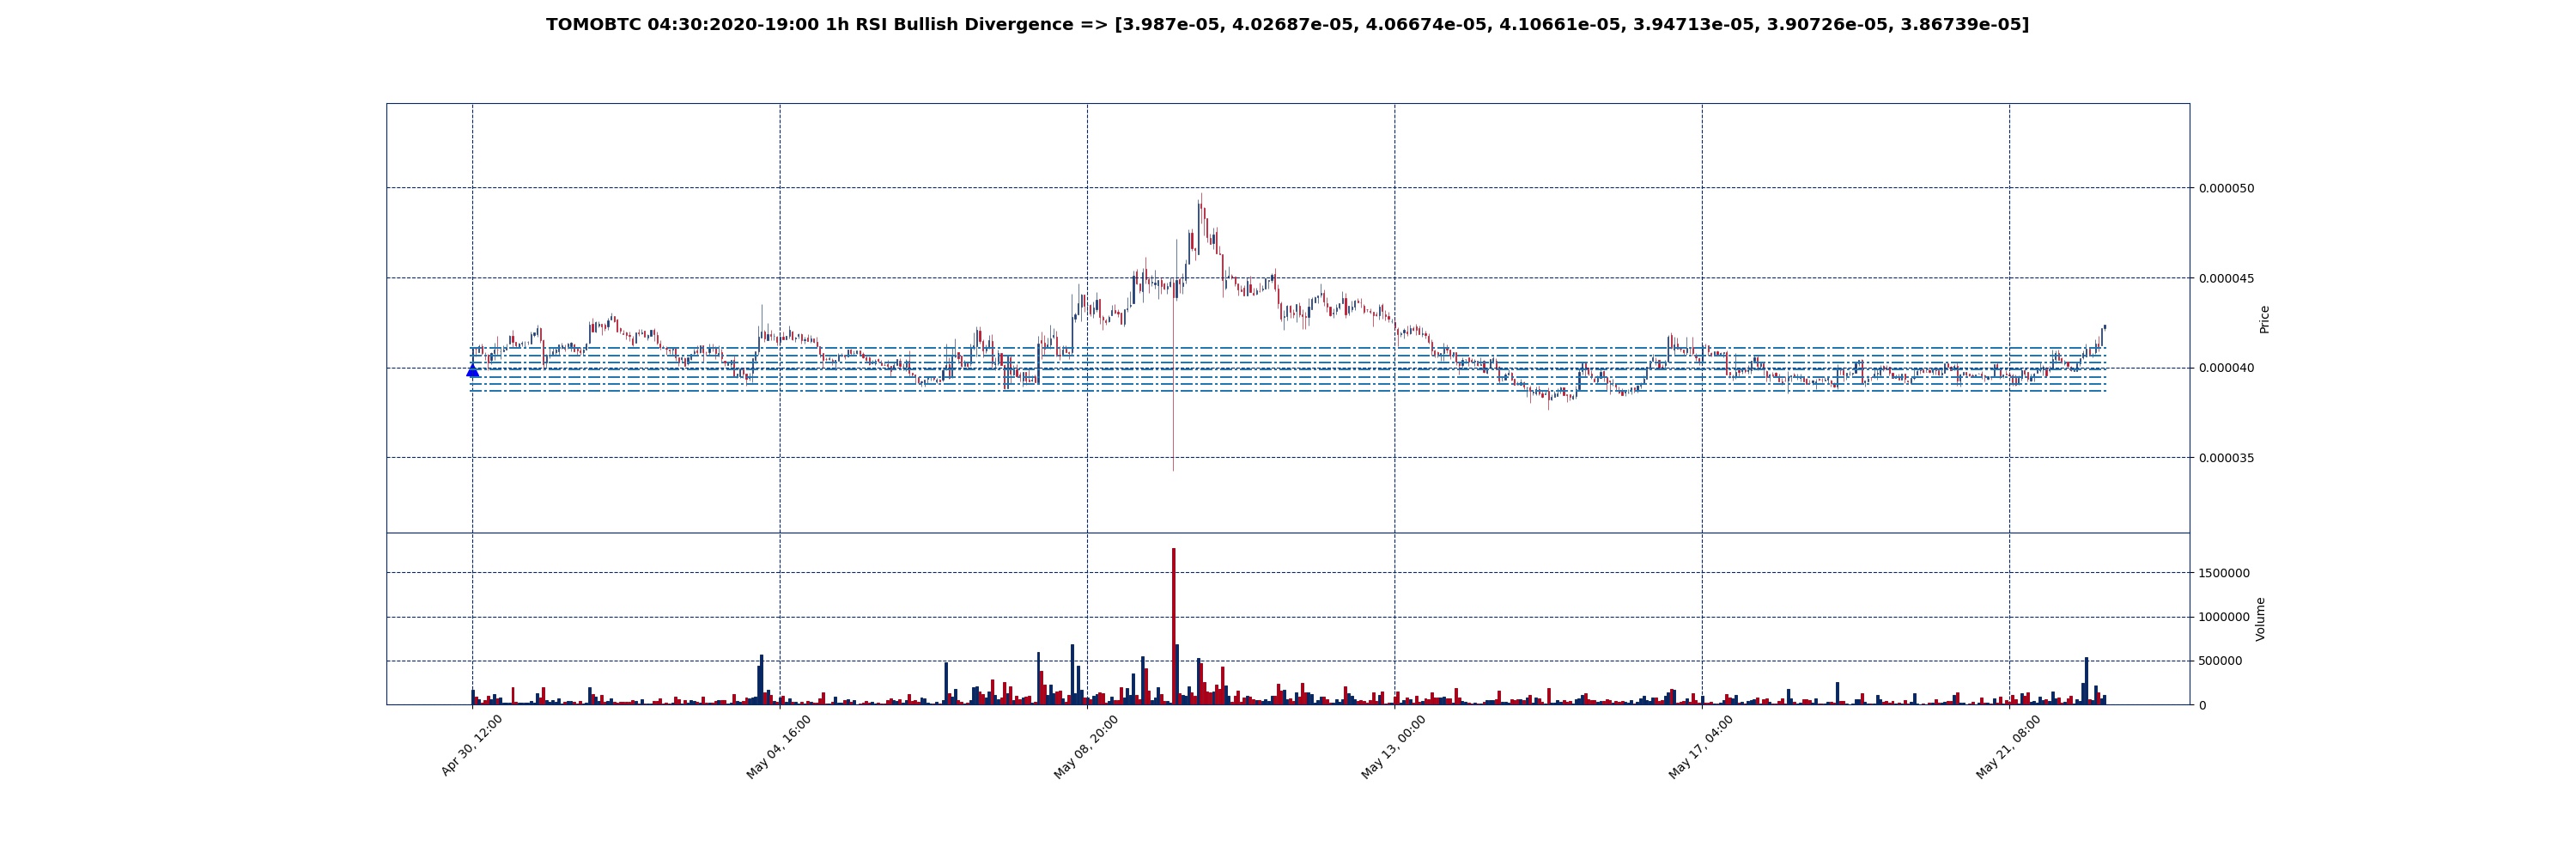 TOMOBTC 04:30:2020-19:00 1h RSI Bullish Divergence => [3.987e-05, 4.02687e-05, 4.06674e-05, 4.10661e-05, 3.94713e-05, 3.90726e-05, 3.86739e-05]
0.000050
0.000045
Price
0.000040
0.000035
1500000
1000000
Volume
500000
0
Apr 30, 12:00
May 04, 16:00
May 08, 20:00
May 13, 00:00
May 17, 04:00
May 21, 08:00